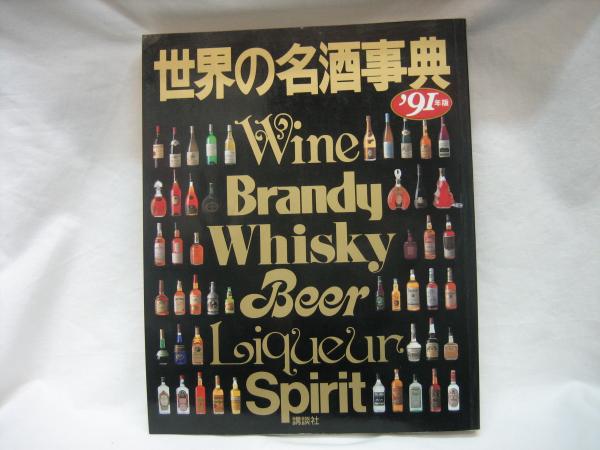 世界の名酒事典
'91年版
Wine
Brandy
Whisky
Beer
Liqueur
Spirit
講談社